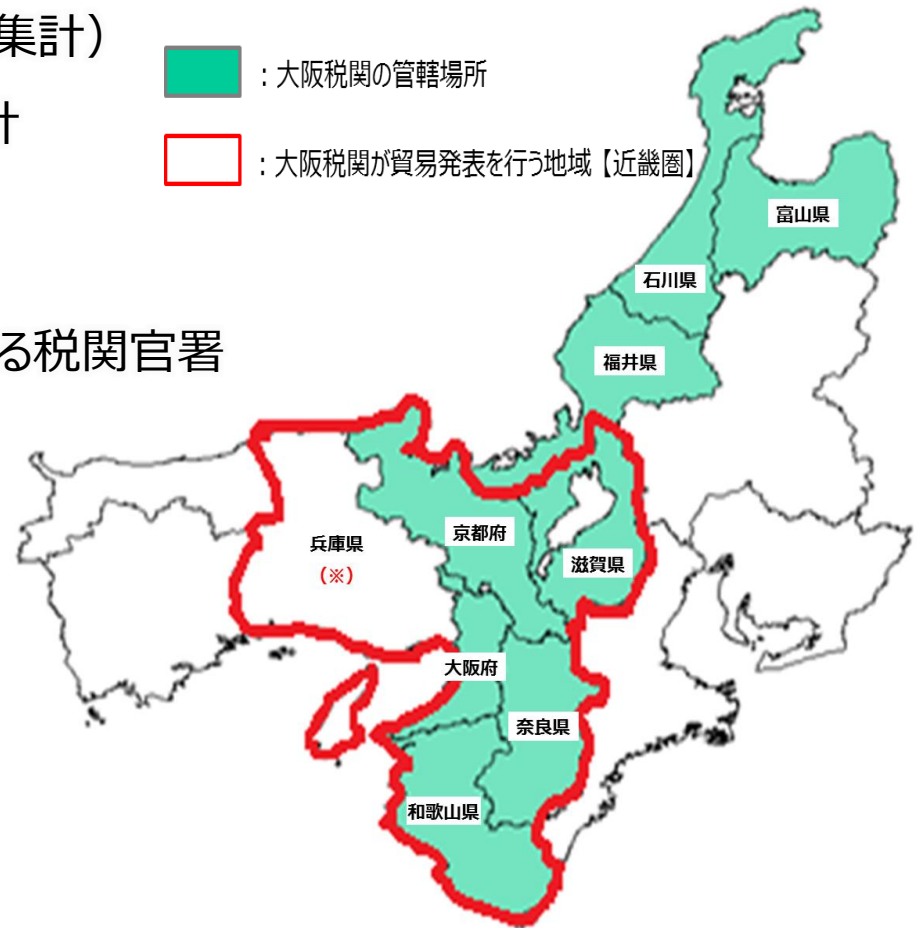 集計）
：大阪税関の管轄場所
計
：大阪税関が貿易発表を行う地域【近畿圏】
富山県
石川県
る税関官署
福井県
京都府
兵庫県
（※）
滋賀県
大阪府
奈良県
和歌山県